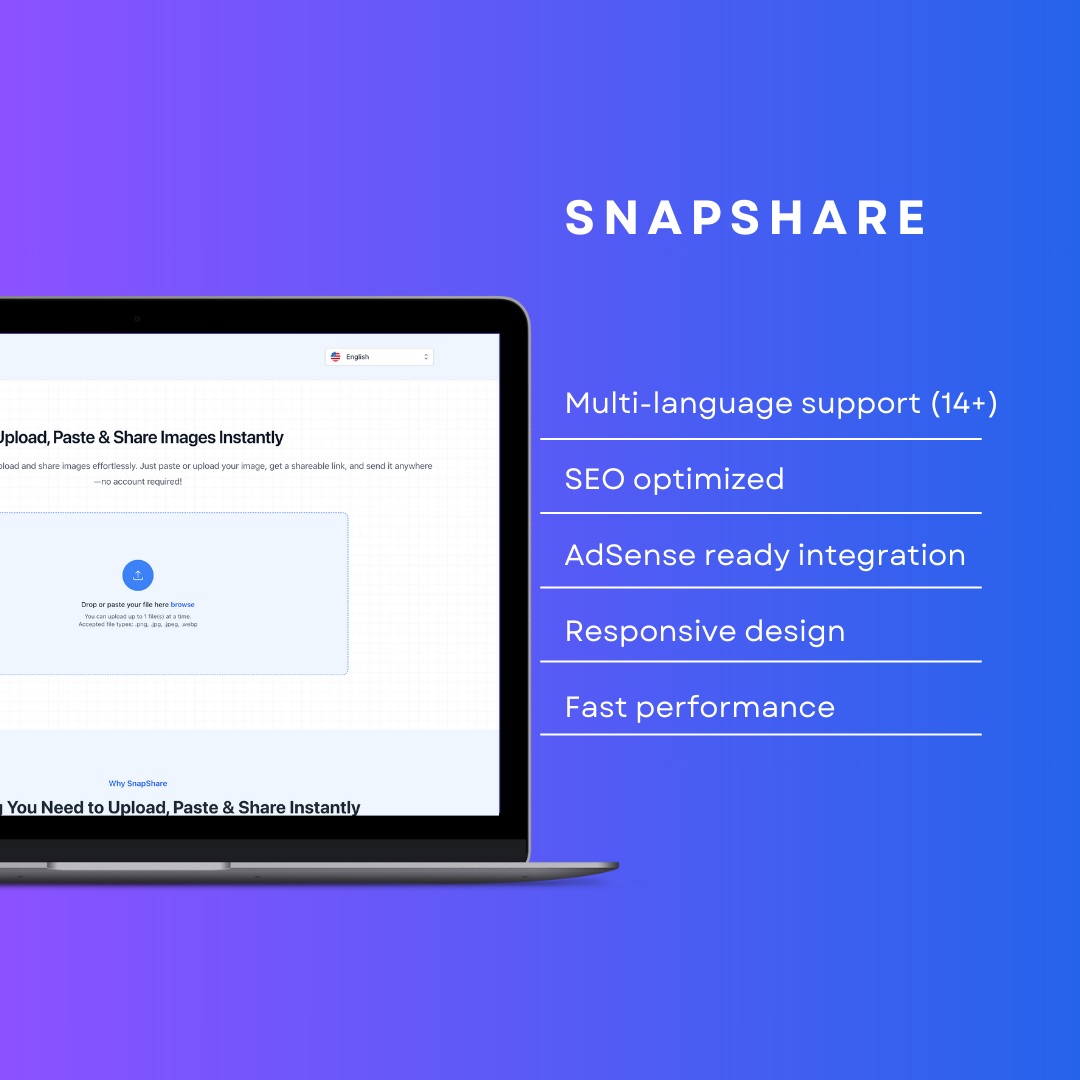 SNAPSHARE
English
Upload, Paste & Share Images Instantly
and share images effortlessly. Just paste or upload your image, get a shareable link, and send it anywhere
—no account required!
Drop or paste your file here browse
You can upload up to 1 file(s) at a time.
Accepted file types: .png, .jpg, .jpeg, .webp
Why SnapShare
You Need to Upload, Paste & Share Instantly
Multi-language support (14+)
SEO optimized
AdSense ready integration
Responsive design
Fast performance